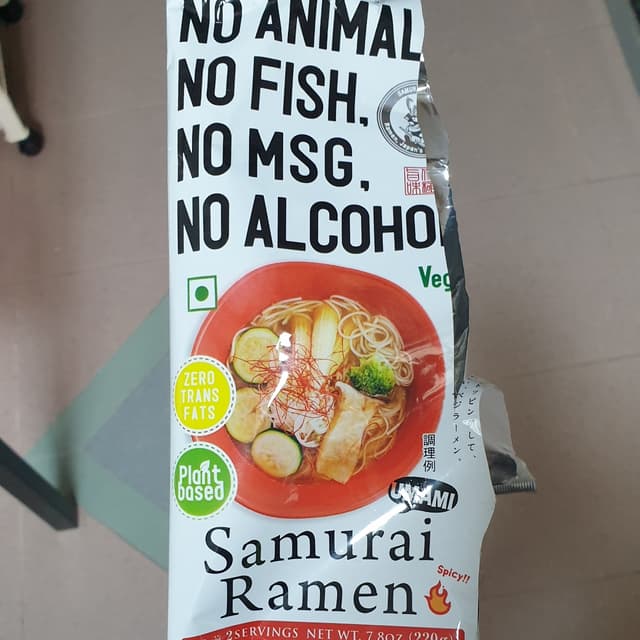 NO ANIMAL
NO FISH,
NO MSG,
NO ALCOHO
Veg
ZERO
TRANS
FATS
Plant
based
調理例
UMAMI
Samurai
Ramen
Spicy!!
2SERVINGS NET WT. 7.8OZ (220g)